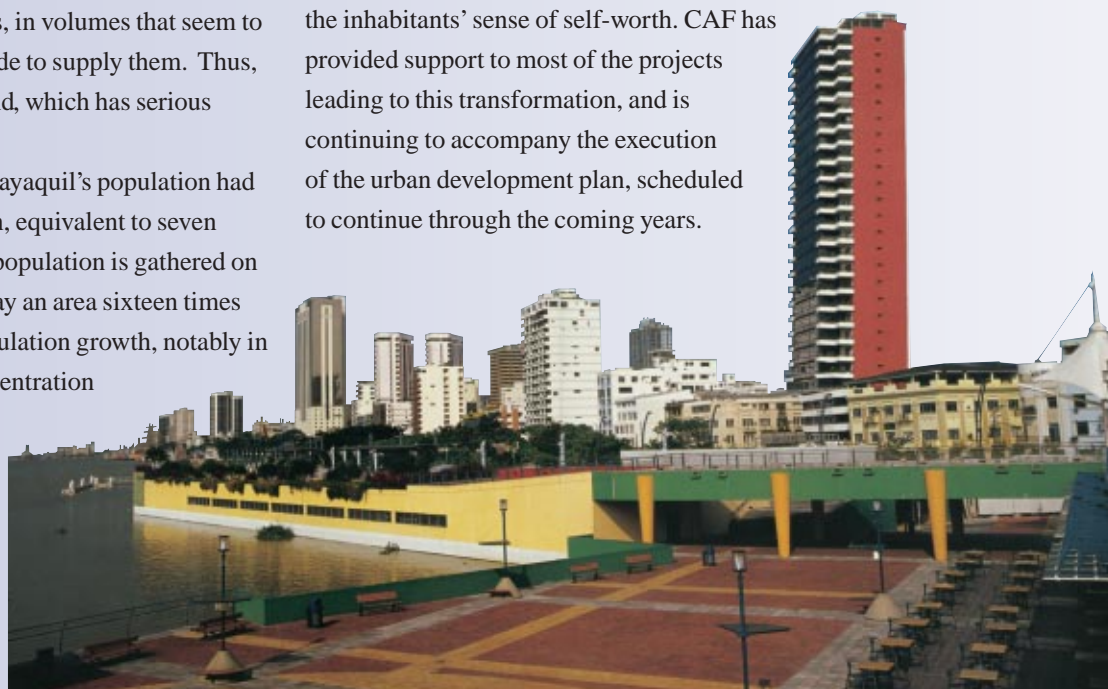 s, in volumes that seem to
de to supply them. Thus,
d, which has serious
ayaquil's population had
, equivalent to seven
population is gathered on
ay an area sixteen times
ulation growth, notably in
entration
the inhabitants' sense of self-worth. CAF has
provided support to most of the projects
leading to this transformation, and is
continuing to accompany the execution
of the urban development plan, scheduled
to continue through the coming years.